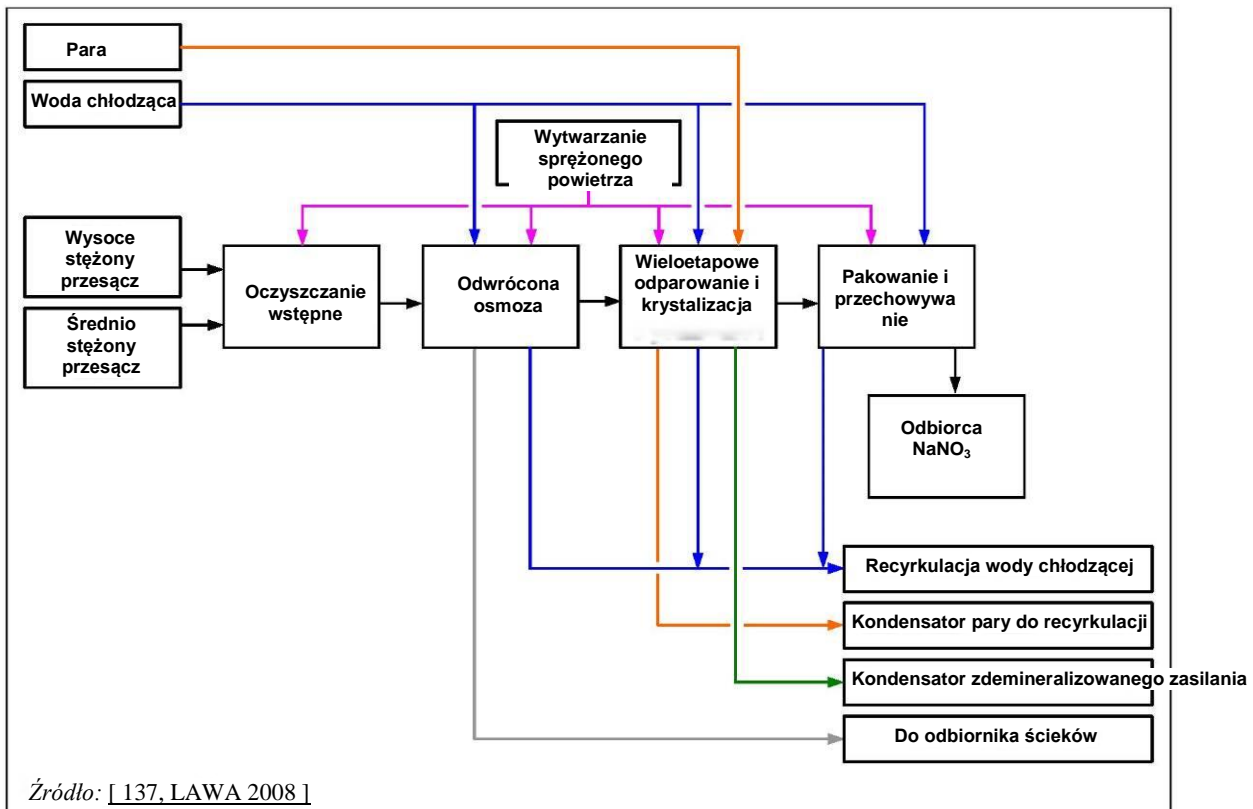 Para
Woda chłodząca
Wytwarzanie
sprężonego
powietrza
Wysoce
stężony
przesącz
Średnio
stężony
przesącz
Oczyszczanie
wstępne
Odwrócona
osmoza
Wieloetapowe
odparowanie i
krystalizacja
Pakowanie i
przechowywa
nie
Odbiorca
NaNO₃
Recyrkulacja wody chłodzącej
Kondensator pary do recyrkulacji
Kondensator zdemineralizowanego zasilania
Do odbiornika ścieków
Źródło: [ 137, LAWA 2008 ]